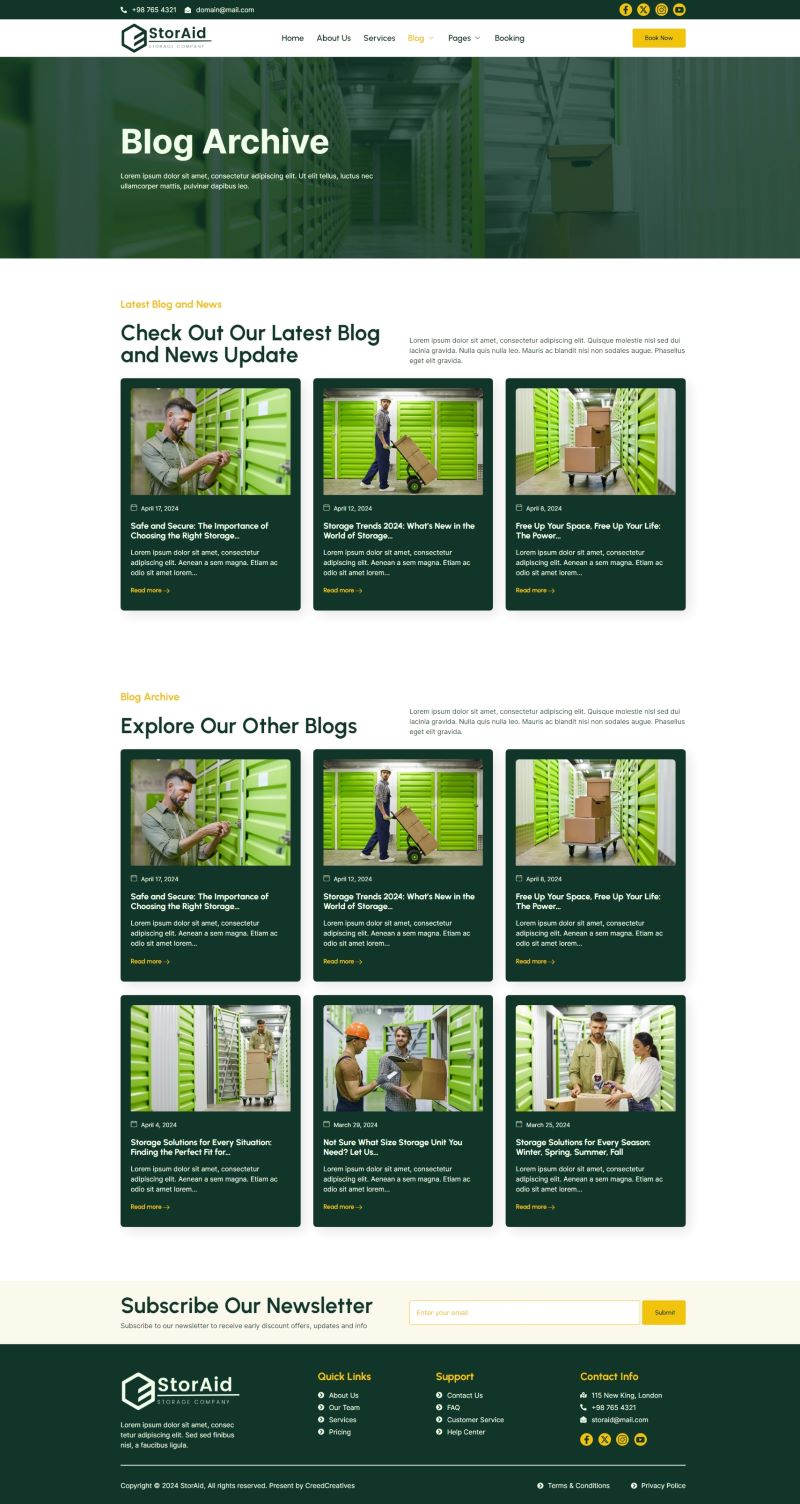 +98 765 4321 domain@mail.com
StorAid
STORAGE COMPANY
Home About Us Services Blog Pages Booking
Book Now
Blog Archive
Lorem ipsum dolor sit amet, consectetur adipiscing elit. Ut elit tellus, luctus nec
ullamcorper mattis, pulvinar dapibus leo.
Latest Blog and News
Check Out Our Latest Blog
and News Update
Lorem ipsum dolor sit amet, consectetur adipiscing elit. Quisque molestie nisl sed dui
lacinia gravida. Nulla quis nulla leo. Mauris ac blandit nisi non sodales augue. Phasellus
eget elit gravida.
April 17, 2024
Safe and Secure: The Importance of
Choosing the Right Storage...
Lorem ipsum dolor sit amet, consectetur
adipiscing elit. Aenean a sem magna. Etiam ac
odio sit amet lorem...
Read more
April 12, 2024
Storage Trends 2024: What's New in the
World of Storage...
Lorem ipsum dolor sit amet, consectetur
adipiscing elit. Aenean a sem magna. Etiam ac
odio sit amet lorem...
Read more
April 8, 2024
Free Up Your Space, Free Up Your Life:
The Power...
Lorem ipsum dolor sit amet, consectetur
adipiscing elit. Aenean a sem magna. Etiam ac
odio sit amet lorem...
Read more
Blog Archive
Explore Our Other Blogs
Lorem ipsum dolor sit amet, consectetur adipiscing elit. Quisque molestie nisl sed dui
lacinia gravida. Nulla quis nulla leo. Mauris ac blandit nisi non sodales augue. Phasellus
eget elit gravida.
April 17, 2024
Safe and Secure: The Importance of
Choosing the Right Storage...
Lorem ipsum dolor sit amet, consectetur
adipiscing elit. Aenean a sem magna. Etiam ac
odio sit amet lorem...
Read more
April 12, 2024
Storage Trends 2024: What's New in the
World of Storage...
Lorem ipsum dolor sit amet, consectetur
adipiscing elit. Aenean a sem magna. Etiam ac
odio sit amet lorem...
Read more
April 8, 2024
Free Up Your Space, Free Up Your Life:
The Power...
Lorem ipsum dolor sit amet, consectetur
adipiscing elit. Aenean a sem magna. Etiam ac
odio sit amet lorem...
Read more
April 4, 2024
Storage Solutions for Every Situation:
Finding the Perfect Fit for...
Lorem ipsum dolor sit amet, consectetur
adipiscing elit. Aenean a sem magna. Etiam ac
odio sit amet lorem...
Read more
March 29, 2024
Not Sure What Size Storage Unit You
Need? Let Us...
Lorem ipsum dolor sit amet, consectetur
adipiscing elit. Aenean a sem magna. Etiam ac
odio sit amet lorem...
Read more
March 25, 2024
Storage Solutions for Every Season:
Winter, Spring, Summer, Fall
Lorem ipsum dolor sit amet, consectetur
adipiscing elit. Aenean a sem magna. Etiam ac
odio sit amet lorem...
Read more
Subscribe Our Newsletter
Subscribe to our newsletter to receive early discount offers, updates and info
Enter your email
Submit
StorAid
STORAGE COMPANY
Lorem ipsum dolor sit amet, consec
tetur adipiscing elit. Sed sed finibus
nisl, a faucibus ligula.
Quick Links
About Us
Our Team
Services
Pricing
Support
Contact Us
FAQ
Customer Service
Help Center
Contact Info
115 New King, London
+98 765 4321
storaid@mail.com
Copyright © 2024 StorAid, All rights reserved. Present by CreedCreatives
Terms & Conditions
Privacy Police